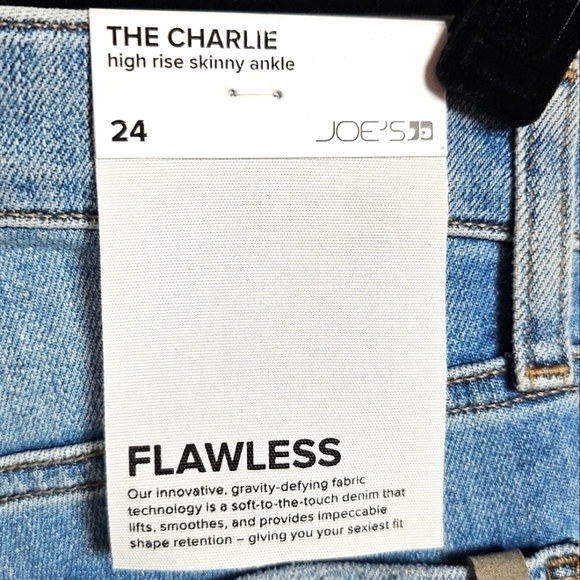 THE CHARLIE
high rise skinny ankle
24
JOE'S
FLAWLESS
Our innovative, gravity-defying fabric
technology is a soft-to-the-touch denim that
lifts, smoothes, and provides impeccable
shape retention – giving you your sexiest fit